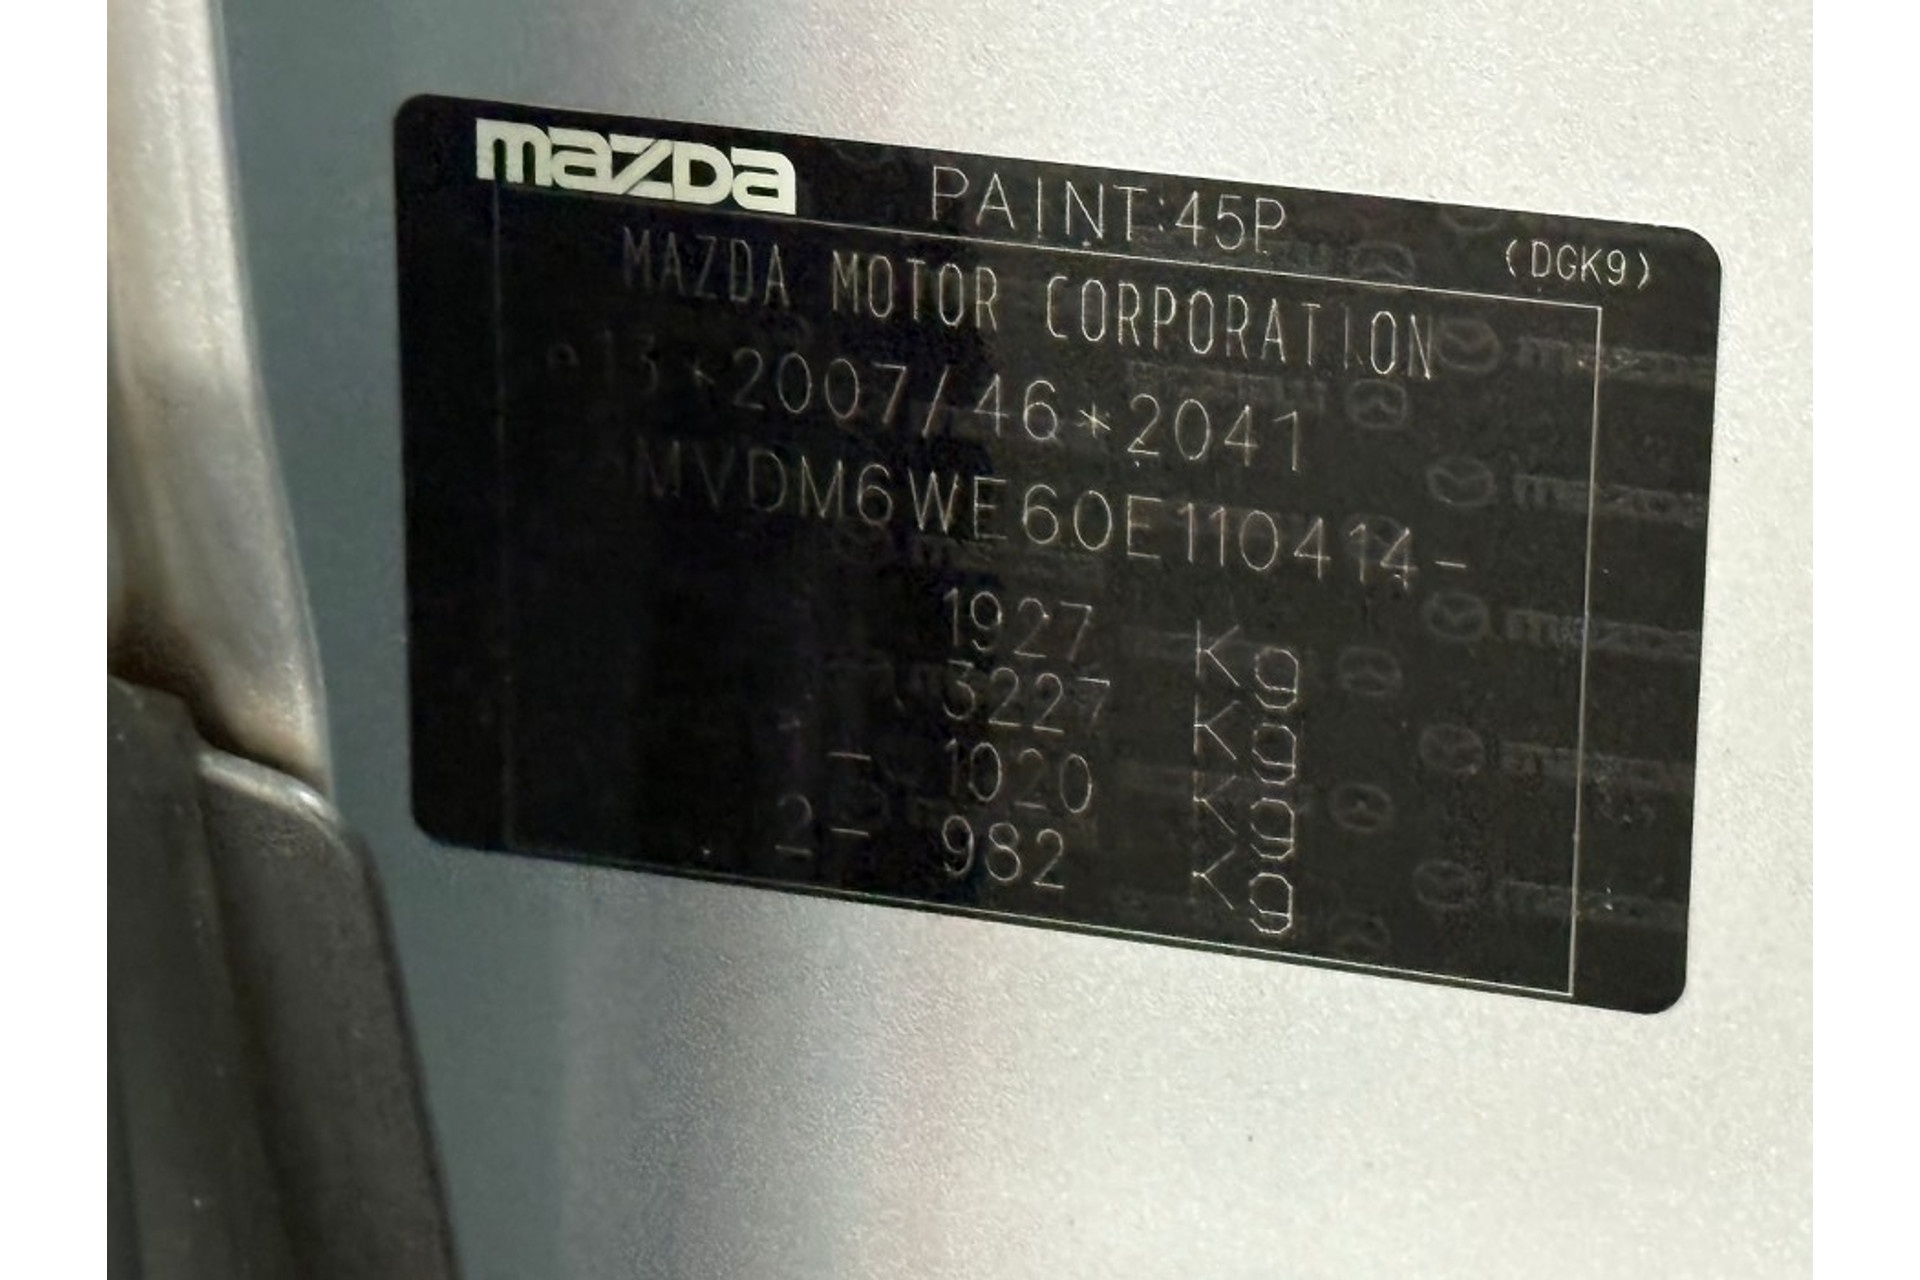 mazda PAINT:45P (DGK9)
MAZDA MOTOR CORPORATION
e13*2007/46*2041
MVDM6WE60E110414-
1927 Kg
3227 Kg
1- 1020 Kg
2- 982 Kg